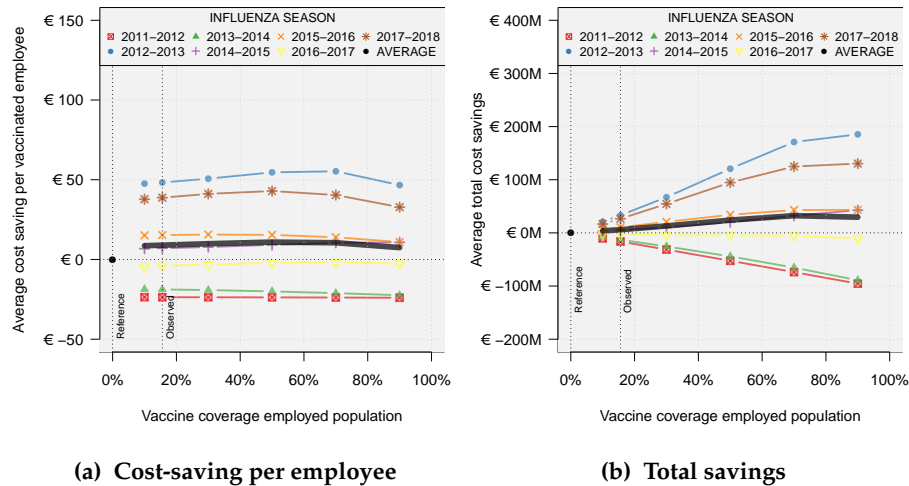 INFLUENZA SEASON
2011−2012 2013−2014 2015−2016 2017−2018
2012−2013 2014−2015 2016−2017 AVERAGE
Average cost saving per vaccinated employee
€ 150
€ 100
€ 50
€ 0
€ −50
Reference
Observed
0% 20% 40% 60% 80% 100%
Vaccine coverage employed population
(a) Cost-saving per employee
INFLUENZA SEASON
2011−2012 2013−2014 2015−2016 2017−2018
2012−2013 2014−2015 2016−2017 AVERAGE
Average total cost savings
€ 400M
€ 300M
€ 200M
€ 100M
€ 0M
€ −100M
€ −200M
Reference
Observed
0% 20% 40% 60% 80% 100%
Vaccine coverage employed population
(b) Total savings